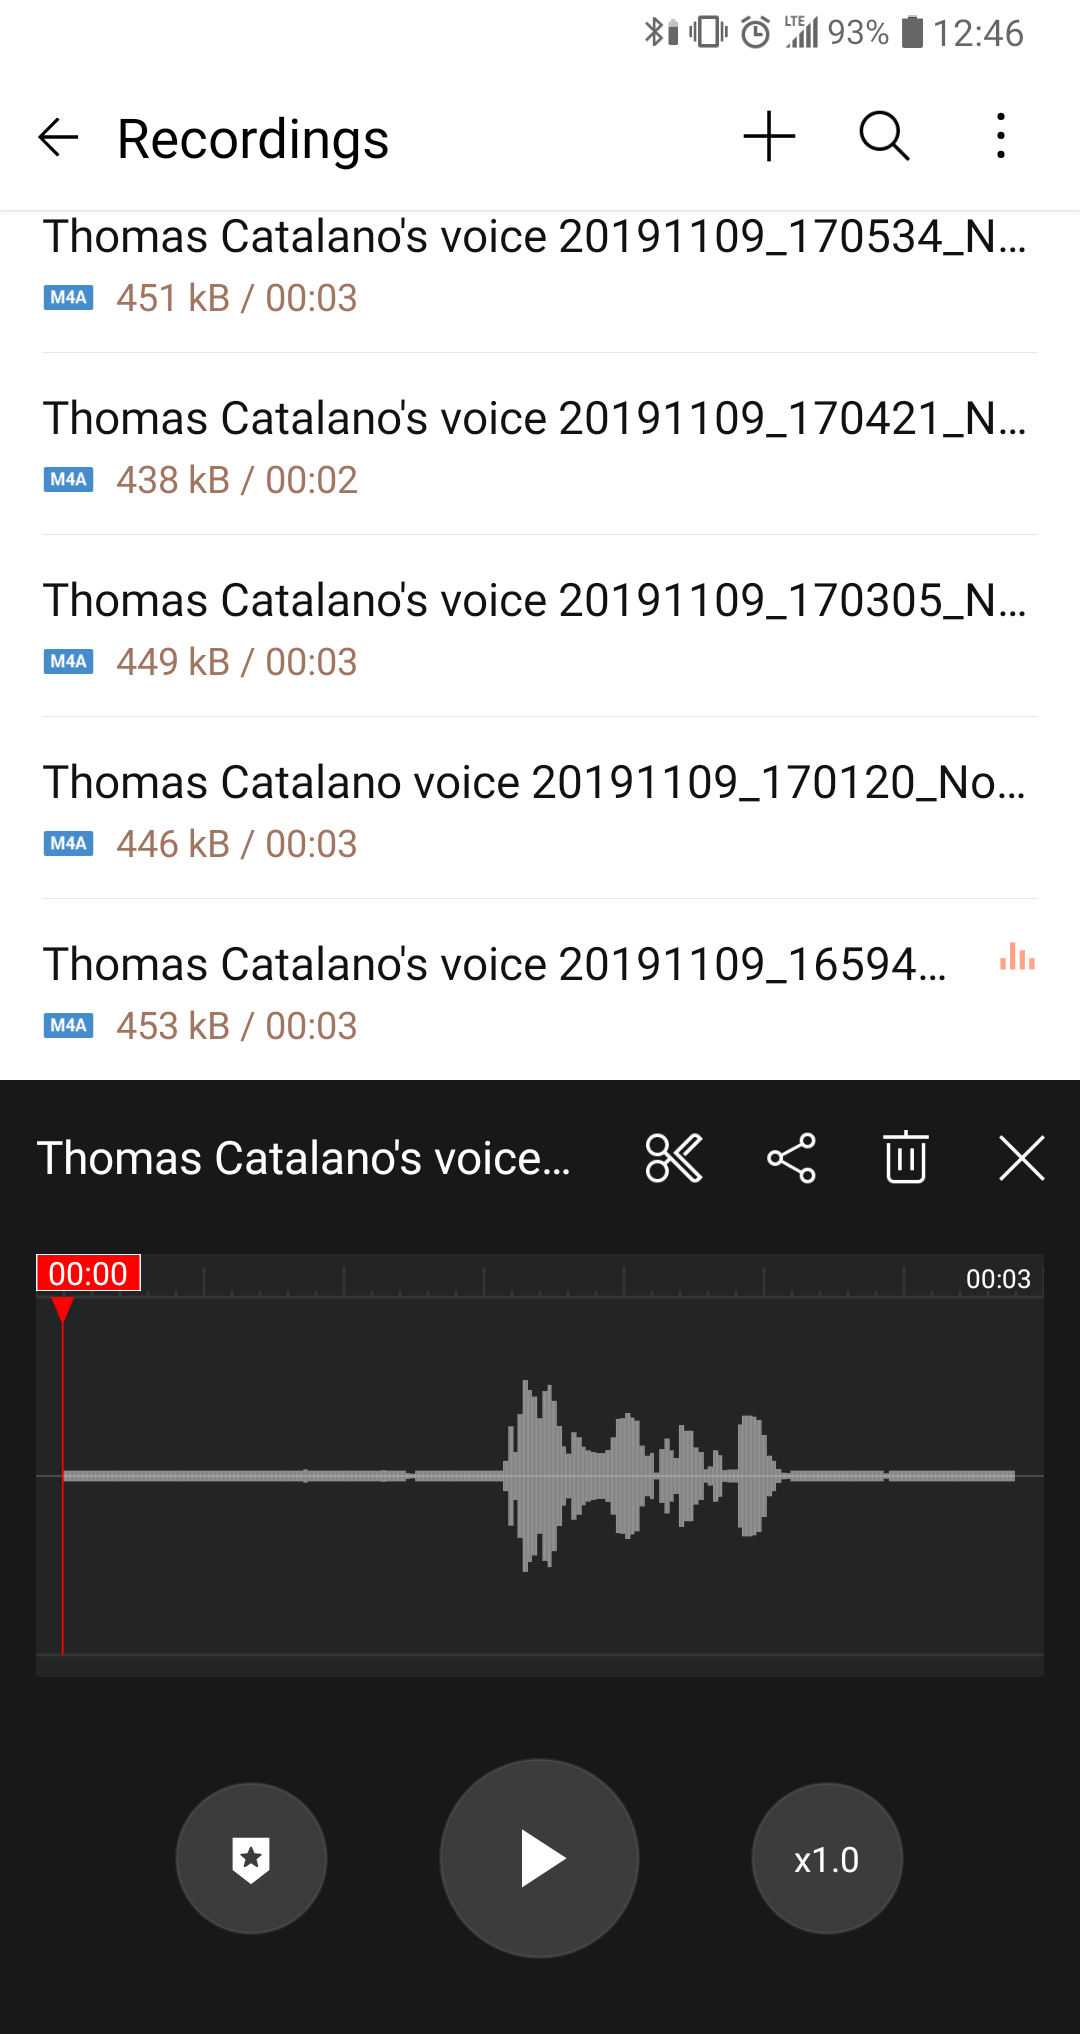 LTE 93% 12:46
Recordings
Thomas Catalano's voice 20191109_170534_N...
M4A 451 kB / 00:03
Thomas Catalano's voice 20191109_170421_N...
M4A 438 kB / 00:02
Thomas Catalano's voice 20191109_170305_N...
M4A 449 kB / 00:03
Thomas Catalano voice 20191109_170120_No...
M4A 446 kB / 00:03
Thomas Catalano's voice 20191109_16594...
M4A 453 kB / 00:03
Thomas Catalano's voice...
00:00 00:03
x1.0